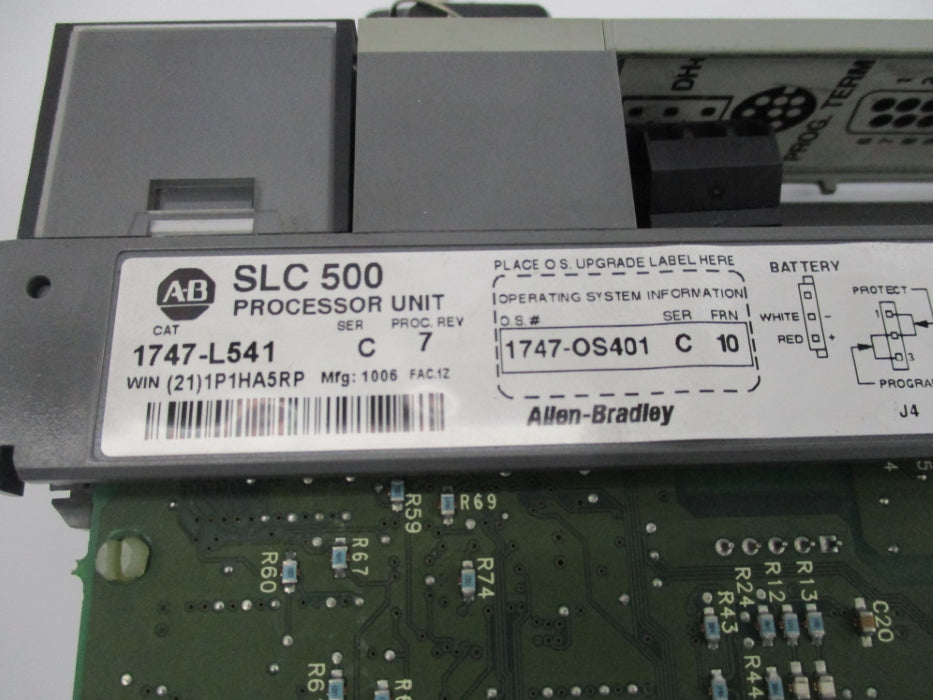 DH+
PROG. TERM
A-B
SLC 500
PROCESSOR UNIT
CAT SER PROC. REV
1747-L541 C 7
WIN (21)1P1HA5RP Mfg: 1006 FAC.1Z
PLACE O.S. UPGRADE LABEL HERE
OPERATING SYSTEM INFORMATION
O.S.# SER FRN
1747-OS401 C 10
Allen-Bradley
BATTERY
WHITE -
RED +
PROTECT
1
3
J4
R59
R69
R60
R67
R74
R43
R24
R12
R13
C20
R44